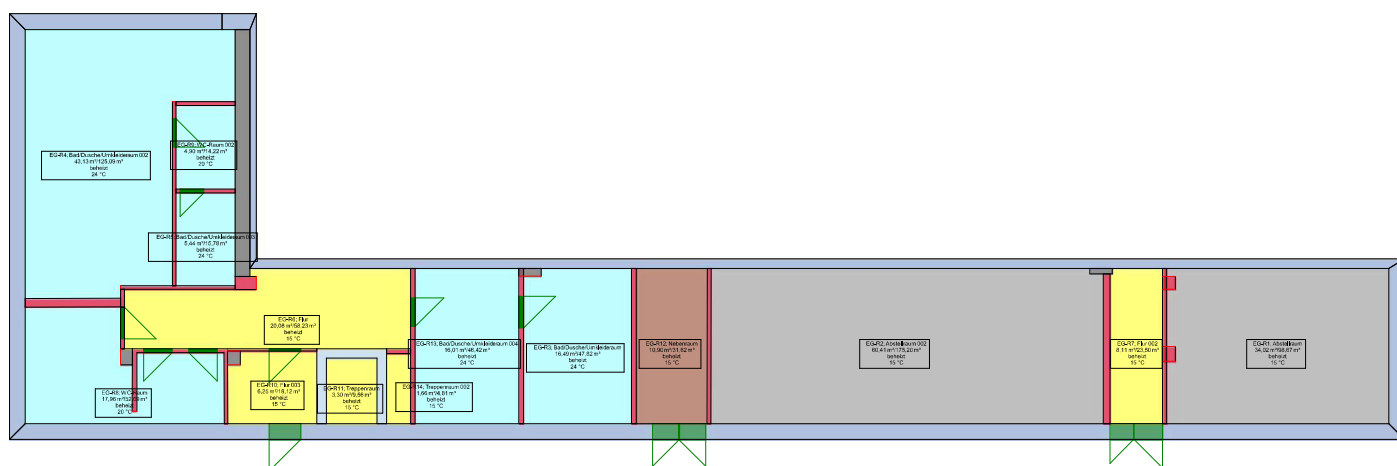 EG-R4; Bad/Dusche/Umkleideraum 002
43,13 m²/125,09 m³
beheizt
24 °C
EG-R9; WC-Raum 002
4,90 m²/14,22 m³
beheizt
20 °C
EG-R5; Bad/Dusche/Umkleideraum 003
5,44 m²/15,78 m³
beheizt
24 °C
EG-R6; Flur
20,08 m²/58,23 m³
beheizt
15 °C
EG-R13; Bad/Dusche/Umkleideraum 004
16,01 m²/46,42 m³
beheizt
24 °C
EG-R3; Bad/Dusche/Umkleideraum
16,49 m²/47,82 m³
beheizt
24 °C
EG-R12; Nebenraum
10,90 m²/31,62 m³
beheizt
15 °C
EG-R2; Abstellraum 002
60,41 m²/175,20 m³
beheizt
15 °C
EG-R7; Flur 002
8,11 m²/23,50 m³
beheizt
15 °C
EG-R1; Abstellraum
34,02 m²/98,67 m³
beheizt
15 °C
EG-R8; WC-Raum
beheizt
20 °C
EG-R10; Flur 003
6,25 m²/18,12 m³
beheizt
15 °C
EG-R11; Treppenraum
3,30 m²/9,56 m³
beheizt
15 °C
14; Treppenraum 002
1,66 m²/4,81 m³
beheizt
15 °C